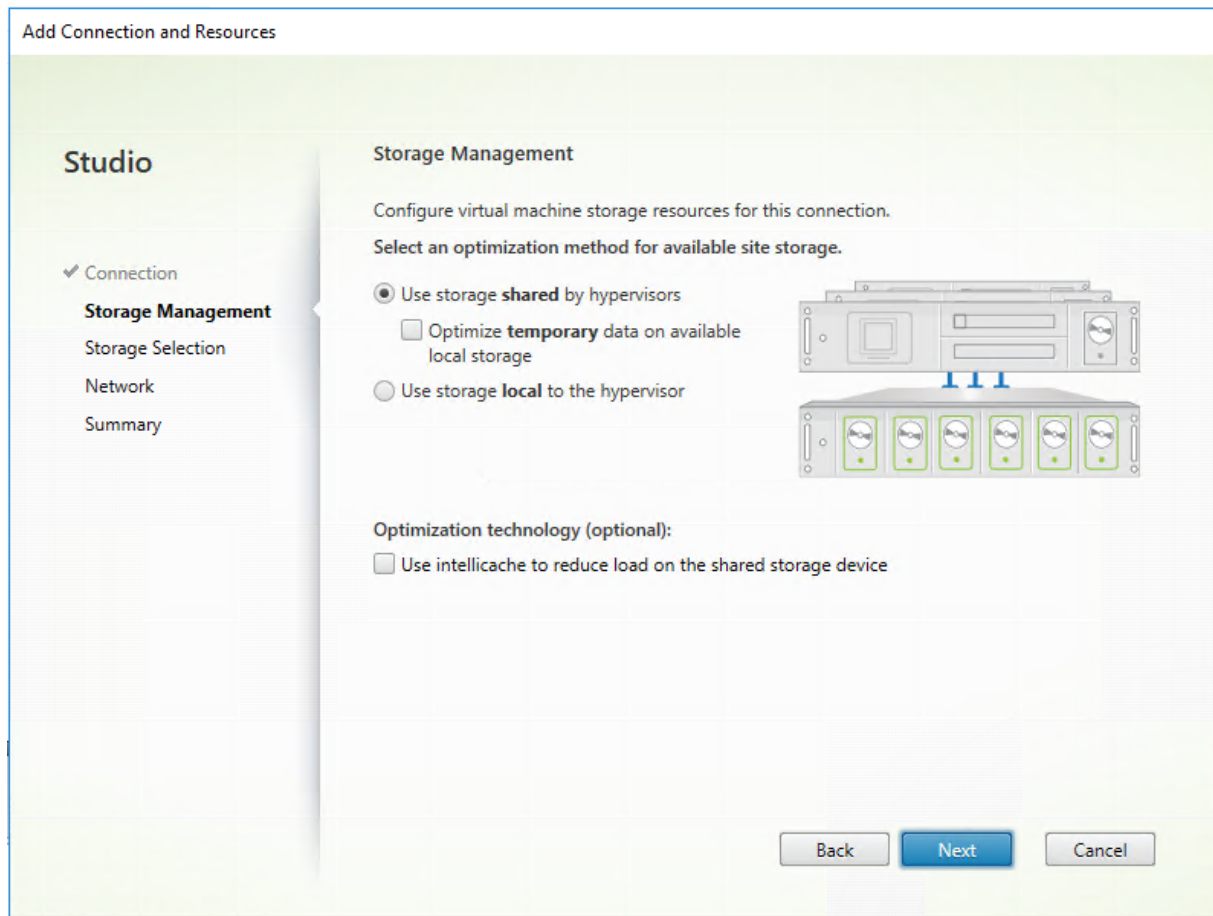 Add Connection and Resources
Studio
Connection
Storage Management
Storage Selection
Network
Summary
Storage Management
Configure virtual machine storage resources for this connection.
Select an optimization method for available site storage.
Use storage shared by hypervisors
Optimize temporary data on available
local storage
Use storage local to the hypervisor
Optimization technology (optional):
Use intellicache to reduce load on the shared storage device
Back
Next
Cancel